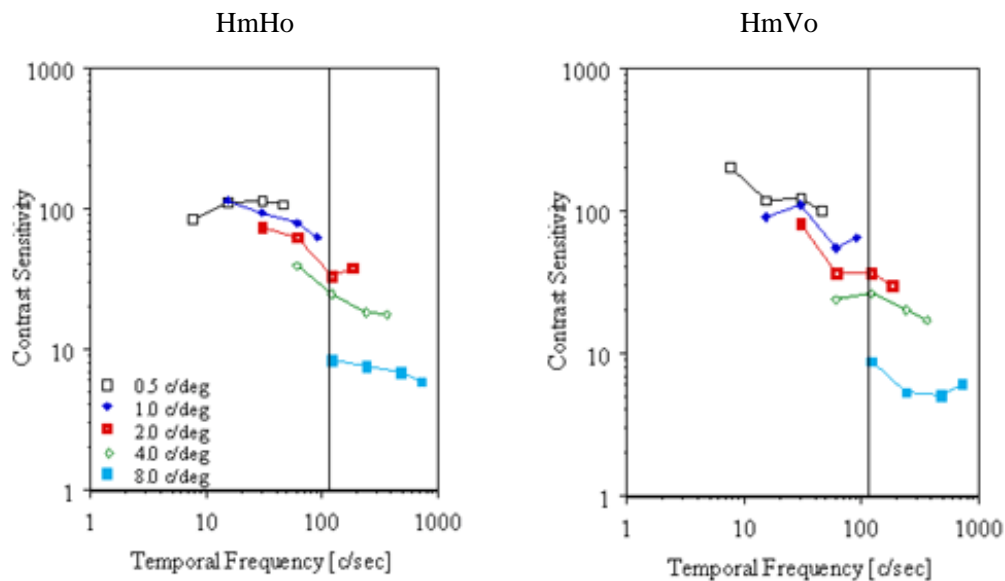 HmHo
HmVo
1000
100
10
1
Contrast Sensitivity
0.5 c/deg
1.0 c/deg
2.0 c/deg
4.0 c/deg
8.0 c/deg
1 10 100 1000
Temporal Frequency [c/sec]
1000
100
10
1
Contrast Sensitivity
1 10 100 1000
Temporal Frequency [c/sec]